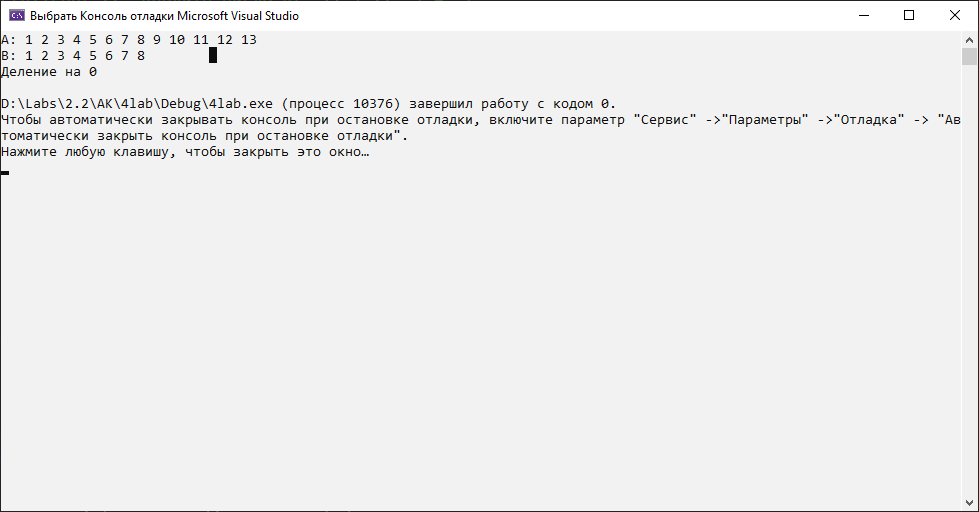 Выбрать Консоль отладки Microsoft Visual Studio
A: 1 2 3 4 5 6 7 8 9 10 11 12 13
B: 1 2 3 4 5 6 7 8
Деление на 0
D:\Labs\2.2\AK\4lab\Debug\4lab.exe (процесс 10376) завершил работу с кодом 0.
Чтобы автоматически закрывать консоль при остановке отладки, включите параметр "Сервис" ->"Параметры" ->"Отладка" -> "Ав
томатически закрыть консоль при остановке отладки".
Нажмите любую клавишу, чтобы закрыть это окно…